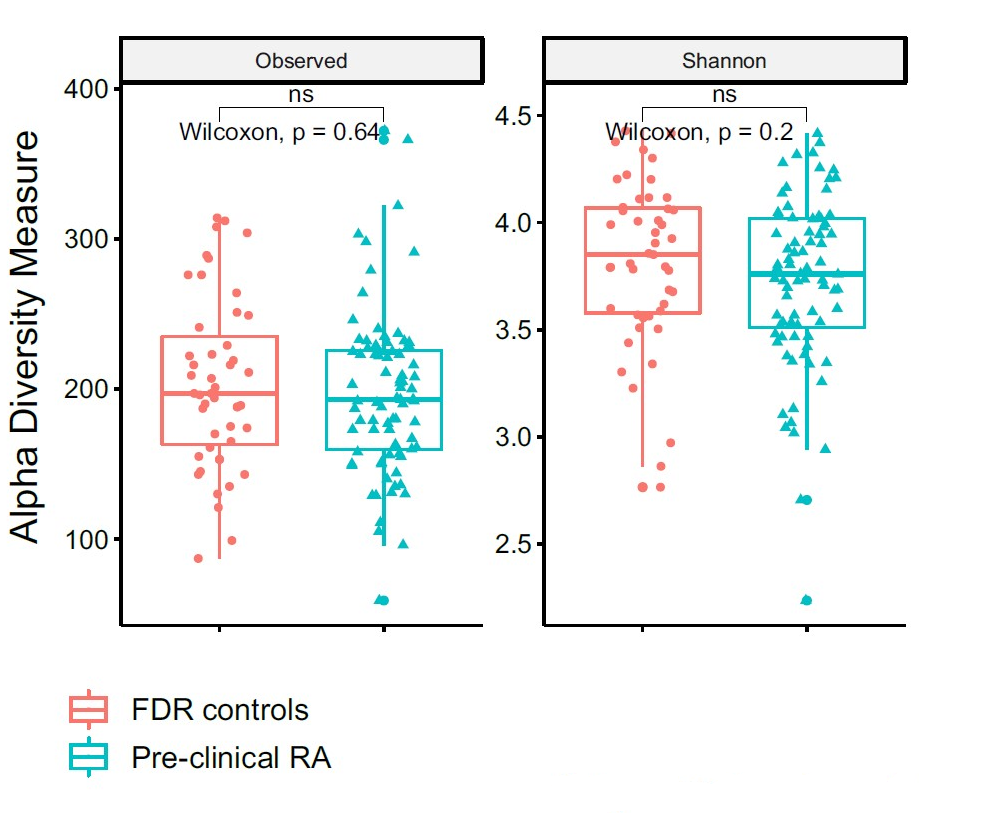 Observed
Shannon
Alpha Diversity Measure
400
300
200
100
ns
Wilcoxon, p = 0.64
4.5
4.0
3.5
3.0
2.5
ns
Wilcoxon, p = 0.2
FDR controls
Pre-clinical RA